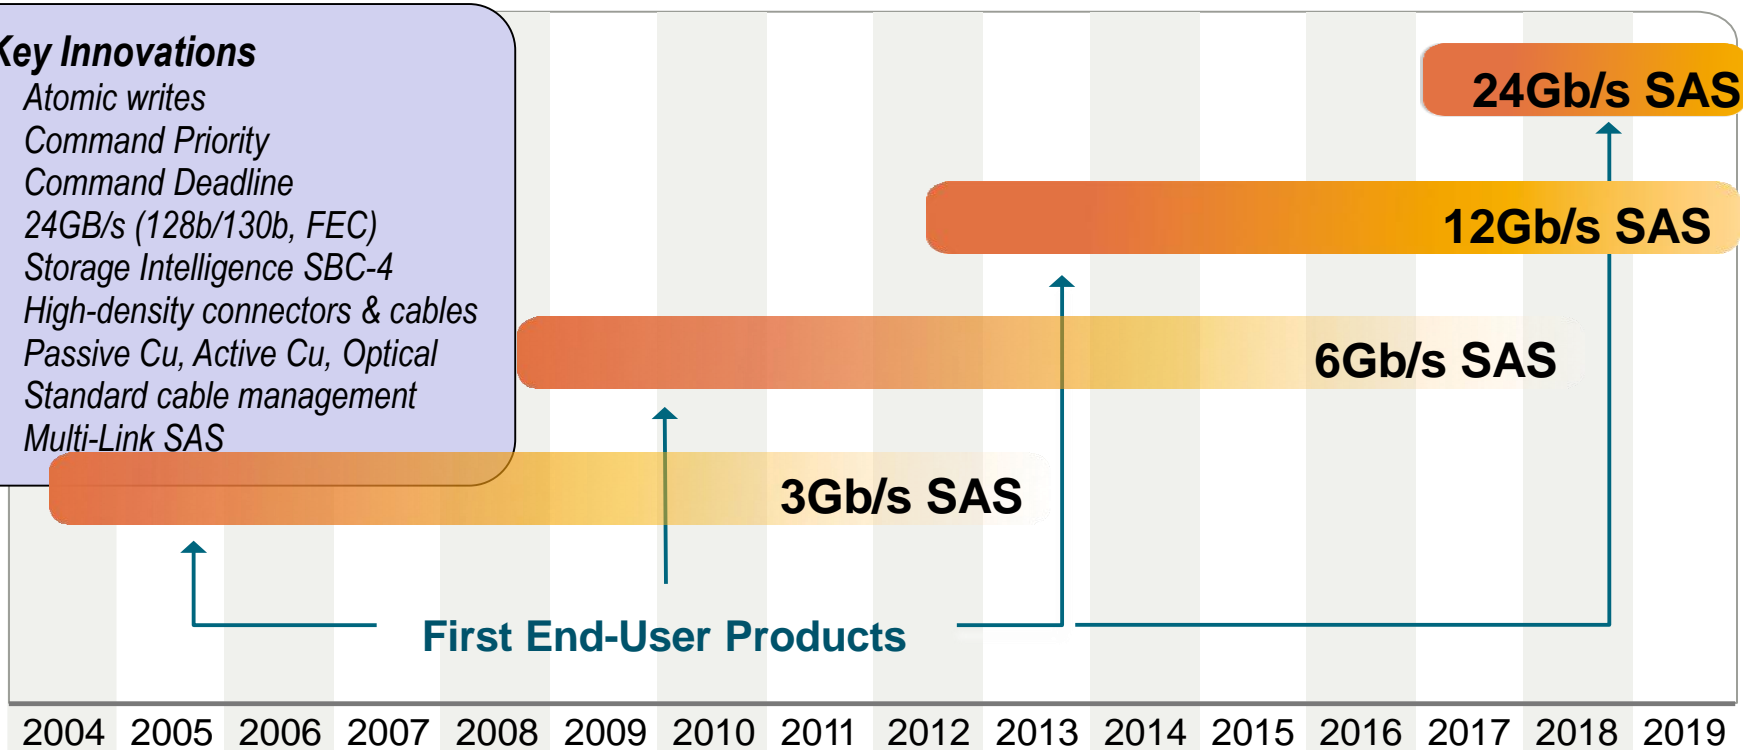 Key Innovations
Atomic writes
Command Priority
Command Deadline
24GB/s (128b/130b, FEC)
Storage Intelligence SBC-4
High-density connectors & cables
Passive Cu, Active Cu, Optical
Standard cable management
Multi-Link SAS
24Gb/s SAS
12Gb/s SAS
6Gb/s SAS
3Gb/s SAS
First End-User Products
2004 2005 2006 2007 2008 2009 2010 2011 2012 2013 2014 2015 2016 2017 2018 2019